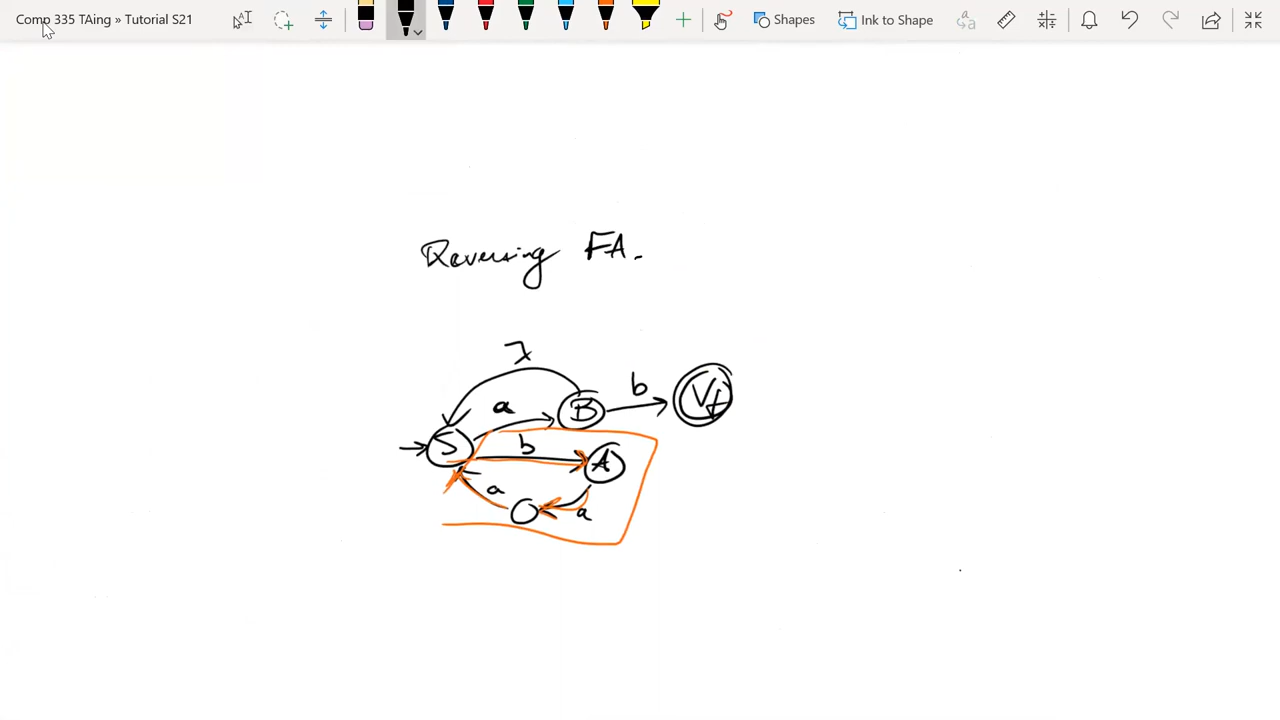 Comp 335 TAing » Tutorial S21
Shapes
Ink to Shape
Reversing FA.
λ
a
B
b
Vf
S
b
A
a
a